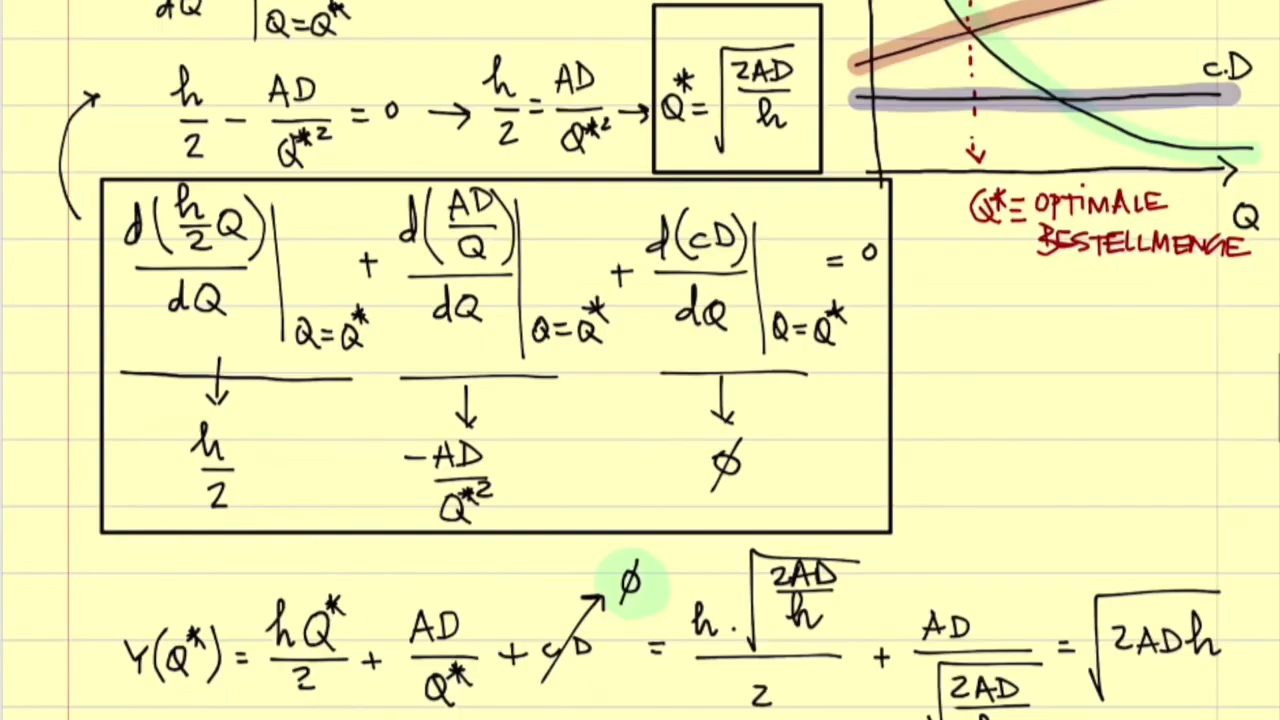 dQ |Q=Q*
h/2 − AD/Q*² = 0 → h/2 = AD/Q*² → Q* = √(2AD/h)
c.D
Q
Q* = OPTIMALE
BESTELLMENGE
d(h/2 Q)/dQ |Q=Q* + d(AD/Q)/dQ |Q=Q* + d(cD)/dQ |Q=Q* = 0
h/2
−AD/Q*²
ϕ
ϕ
Y(Q*) = hQ*/2 + AD/Q* + cD = h·√(2AD/h)/2 + AD/√(2AD/h) = √(2ADh)